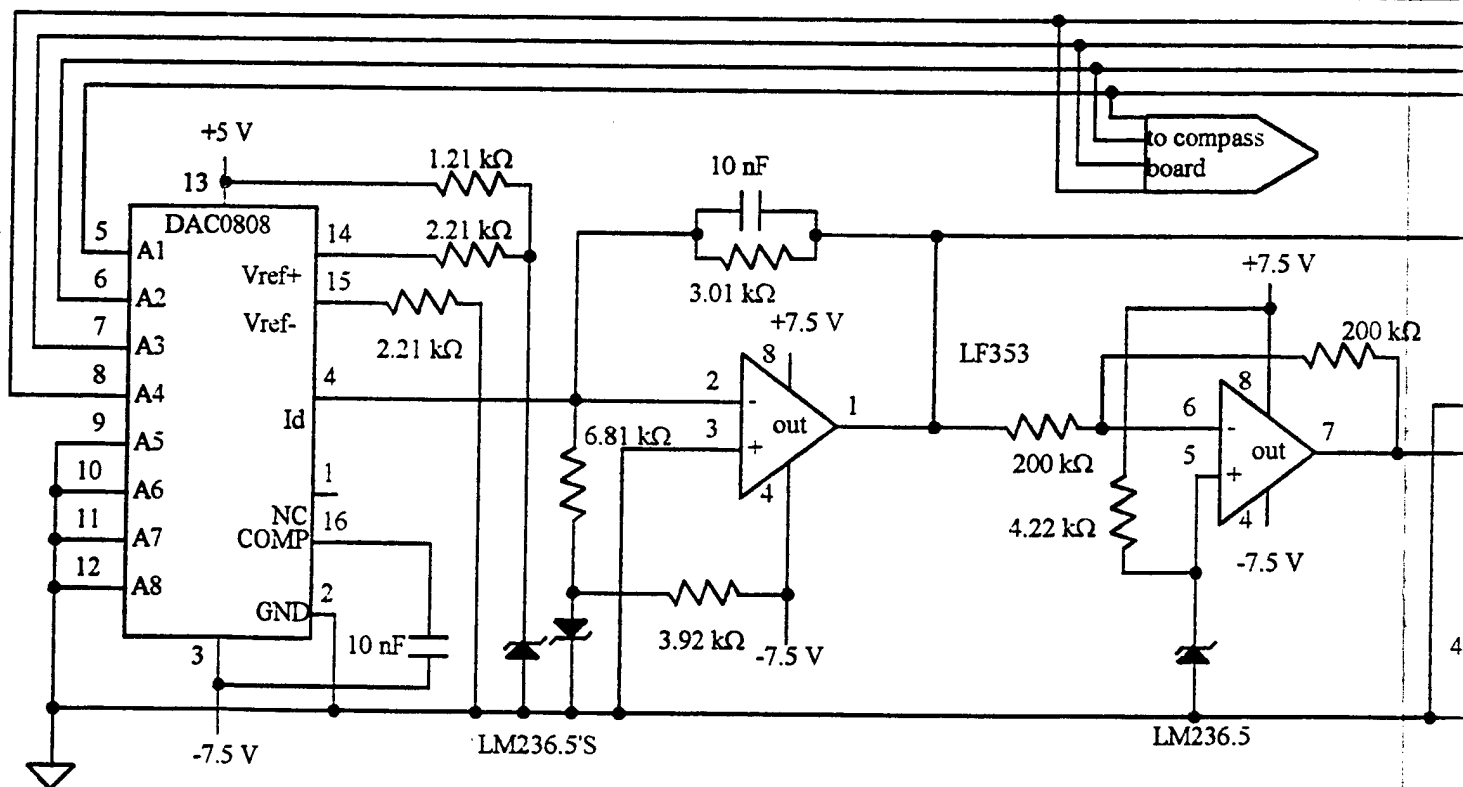 to compass
board
+5 V
1.21 kΩ
13
10 nF
DAC0808
5
A1
14
2.21 kΩ
Vref+
6
A2
15
3.01 kΩ
+7.5 V
Vref-
7
A3
2.21 kΩ
+7.5 V
LF353
200 kΩ
8
A4
4
Id
2
-
8
out
1
3
+
4
9
A5
6.81 kΩ
200 kΩ
6
-
8
out
7
5
+
4
10
A6
1
NC
11
A7
16
COMP
4.22 kΩ
-7.5 V
12
A8
2
GND
10 nF
3.92 kΩ
-7.5 V
3
4
-7.5 V
LM236.5'S
LM236.5